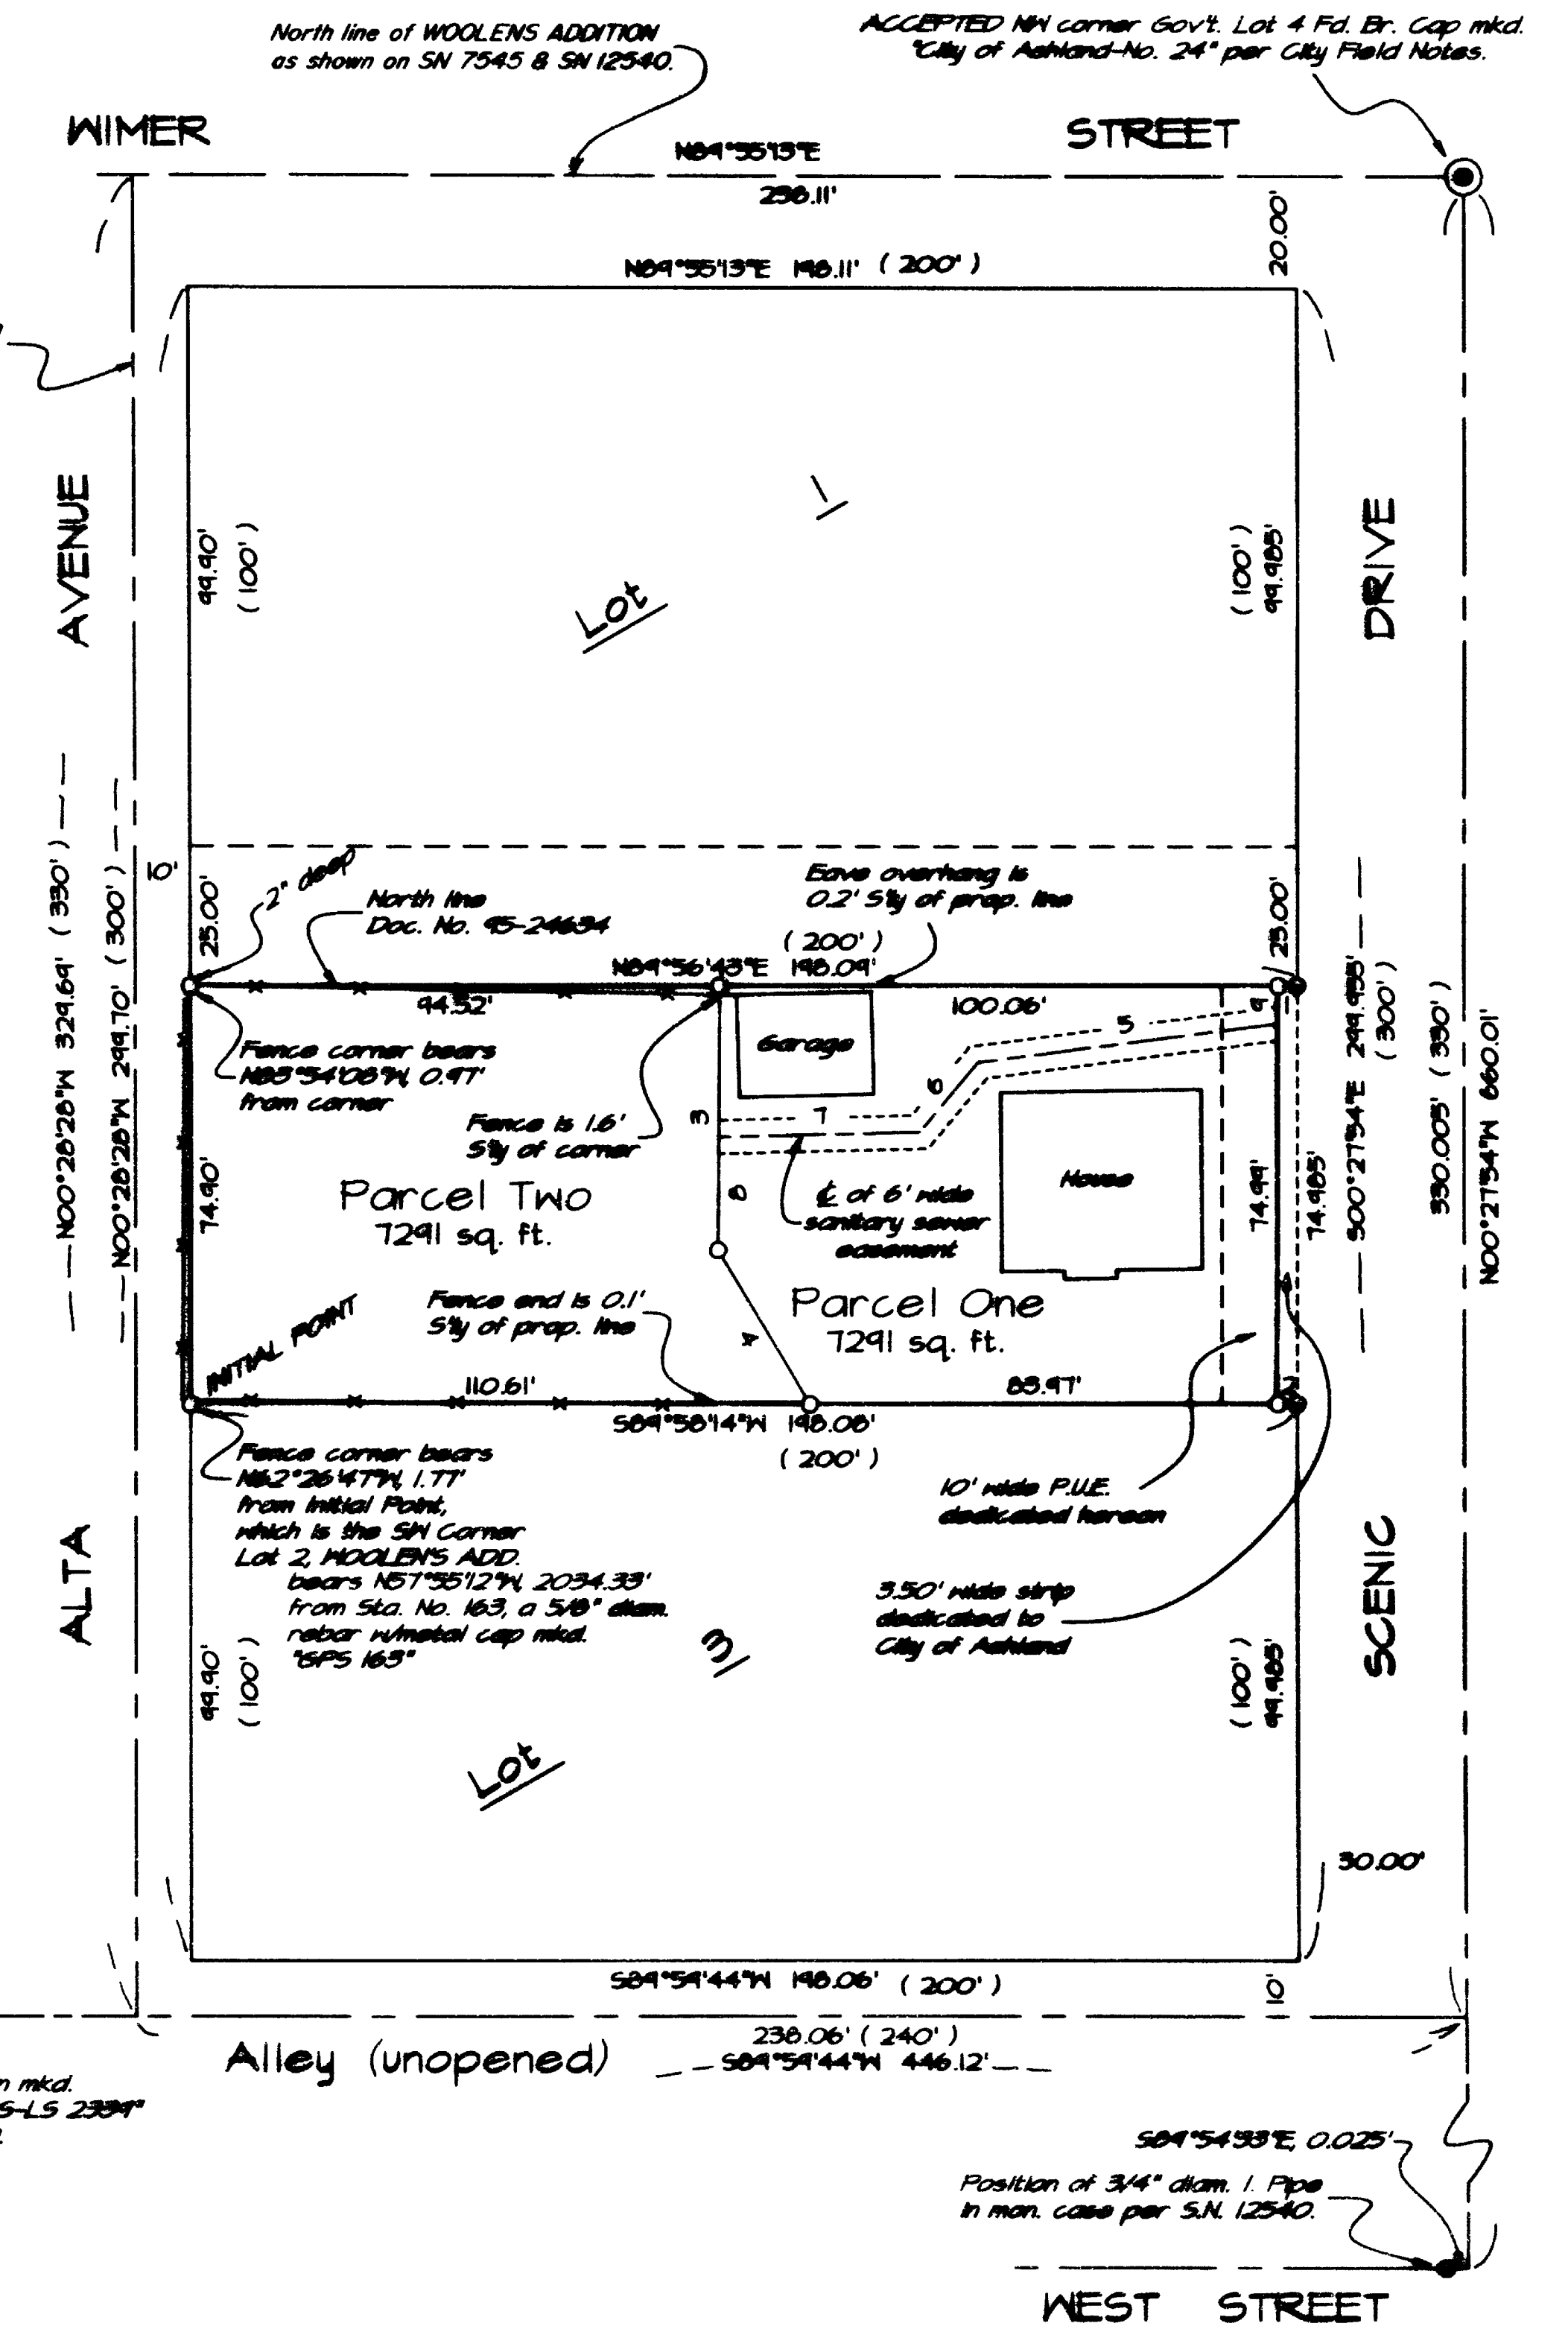 North line of WOOLENS ADDITION
as shown on SN 7545 & SN 12540.
ACCEPTED NW corner Gov't. Lot 4 Fd. Br. Cap mkd.
"City of Ashland-No. 24" per City Field Notes.
WIMER STREET
N89°55'13"E
238.11'
20.00'
N89°55'13"E 198.11' (200')
AVENUE
99.90'
(100')
1
Lot
(100')
99.985'
DRIVE
N00°28'28"W 329.69' (330')
N00°28'28"W 299.70' (300')
10'
25.00'
2" deep
North line
Doc. No. 95-24634
Eave overhang is
0.2' S'ly of prop. line
(200')
25.00'
N89°56'43"E 198.09'
94.52'
100.06'
1
Garage
5
9
6
7
3
8
Fence corner bears
N83°54'08"W, 0.97'
from corner
Fence is 1.6'
S'ly of corner
74.90'
Parcel Two
7291 sq. ft.
℄ of 6' wide
sanitary sewer
easement
House
74.99'
74.985'
S00°27'54"E 299.955'
(300')
330.005' (330')
N00°27'54"W 660.01'
INITIAL POINT
Fence end is 0.1'
S'ly of prop. line
4
Parcel One
7291 sq. ft.
110.61'
83.97'
2
S89°58'14"W 198.08'
(200')
Fence corner bears
N62°26'47"W, 1.77'
from Initial Point,
which is the SW Corner
Lot 2, WOOLEN'S ADD.
bears N57°55'12"W, 2034.33'
from Sta. No. 163, a 5/8" diam.
rebar w/metal cap mkd.
"GPS 163"
10' wide P.U.E.
dedicated hereon
3.50' wide strip
dedicated to
City of Ashland
ALTA
99.90'
(100')
3
Lot
(100')
99.985'
SCENIC
30.00'
S89°59'44"W 198.06' (200')
10'
238.06' (240')
Alley (unopened)
S89°59'44"W 446.12'
mkd.
S-LS 2339"
S89°54'33"E, 0.025'
Position of 3/4" diam. I. Pipe
in mon. case per S.N. 12540.
WEST STREET